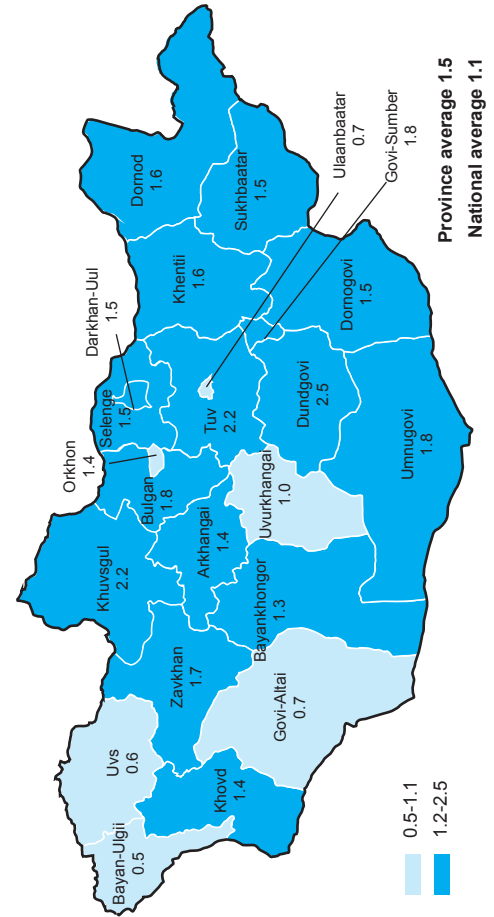 Bayan-Ulgii
0.5
Uvs
0.6
Khovd
1.4
Zavkhan
1.7
Govi-Altai
0.7
Khuvsgul
2.2
Bayankhongor
1.3
Arkhangai
1.4
Orkhon
1.4
Bulgan
1.8
Uvurkhangai
1.0
Darkhan-Uul
1.5
Selenge
1.5
Tuv
2.2
Dundgovi
2.5
Umnugovi
1.8
Khentii
1.6
Dornod
1.6
Sukhbaatar
1.5
Dornogovi
1.5
Ulaanbaatar
0.7
Govi-Sumber
1.8
Province average 1.5
National average 1.1
0.5-1.1
1.2-2.5